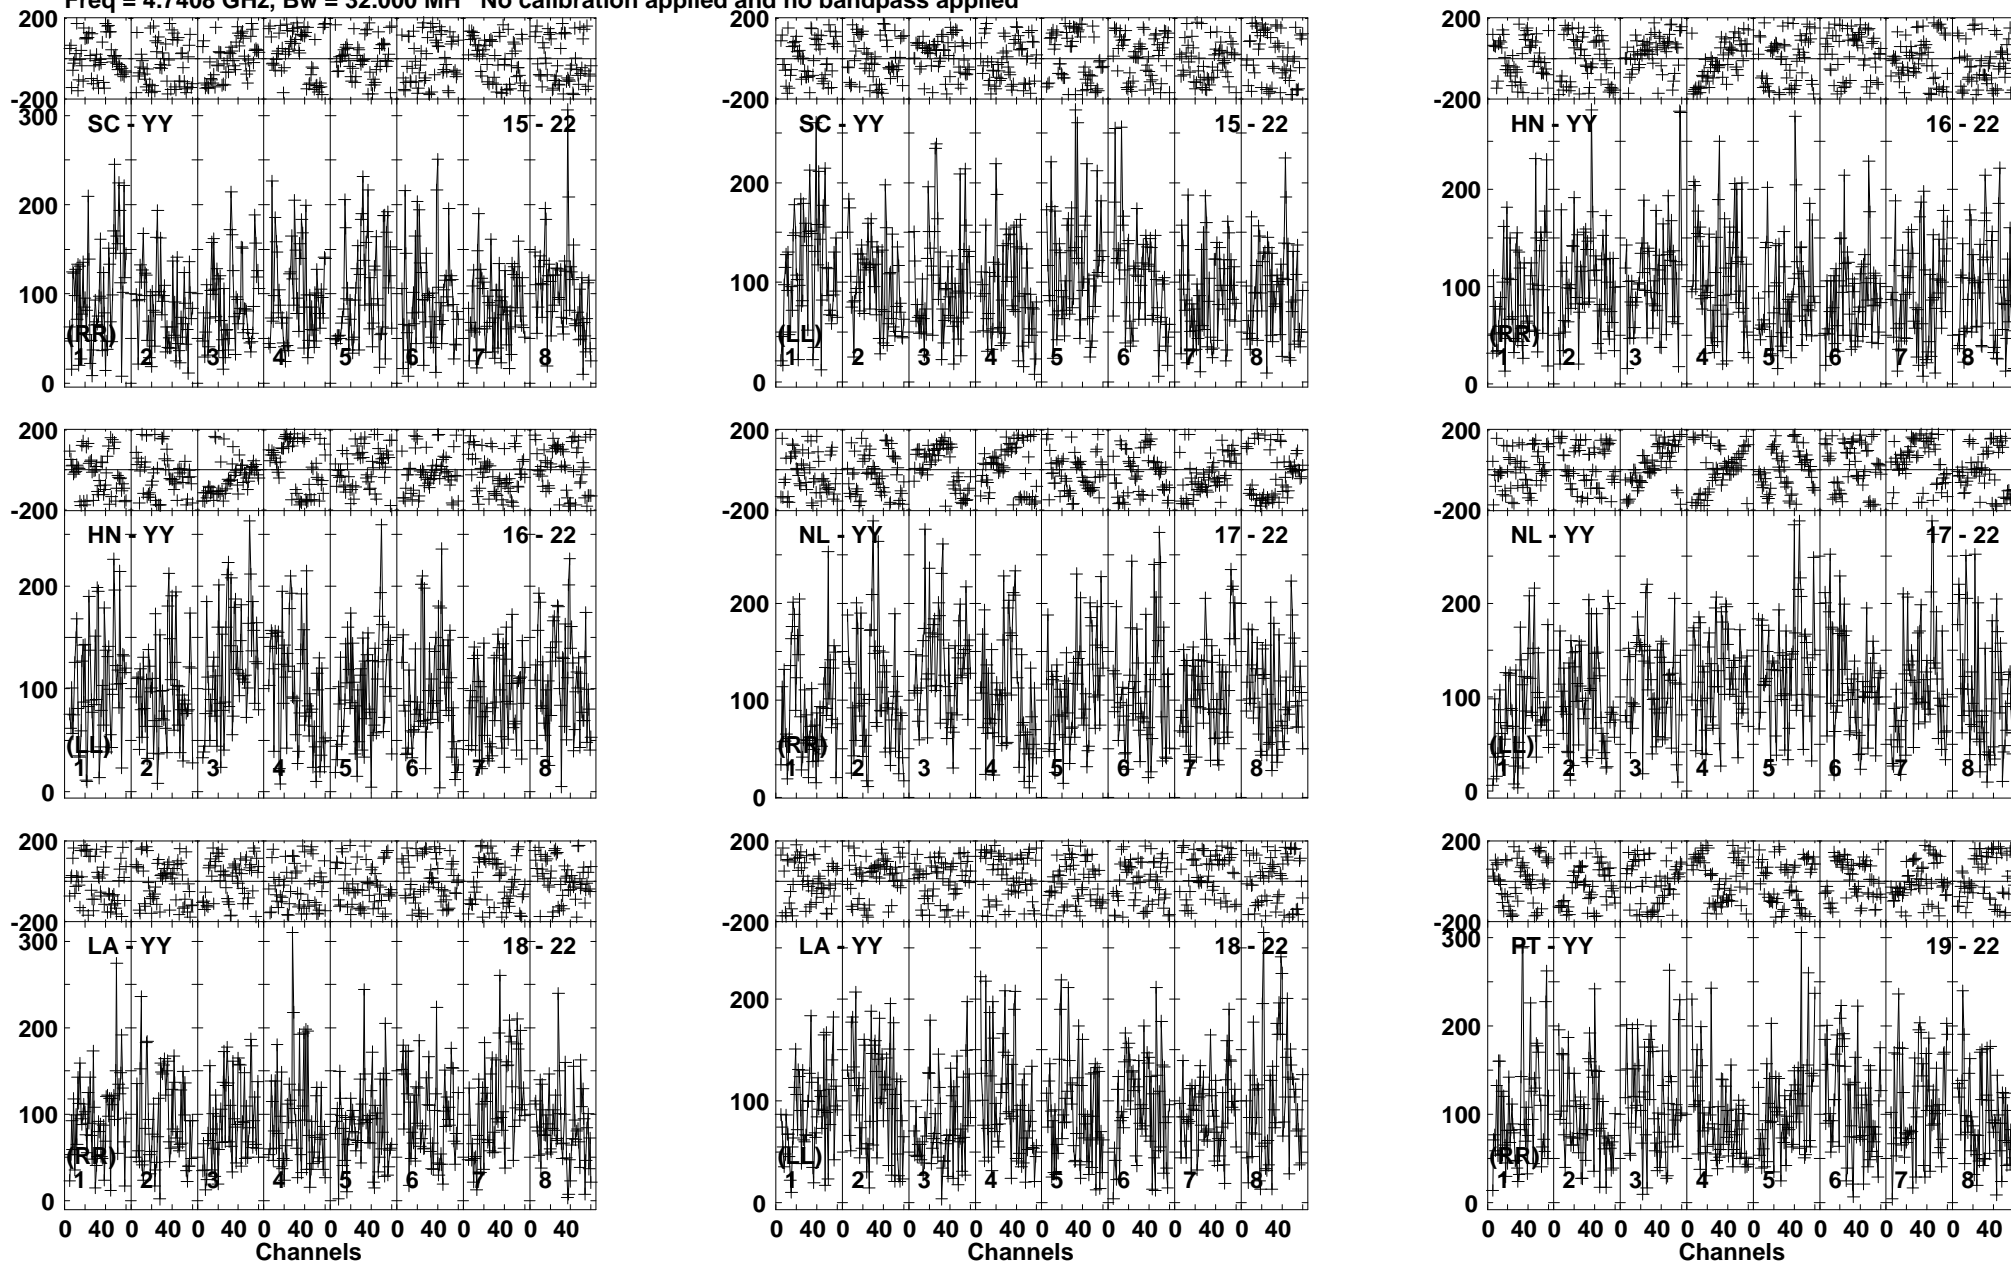 Freq = 4.7408 GHz, Bw = 32.000 MH No calibration applied and no bandpass applied
200 200 200
-200 -200 -200
300
SC - YY 15 - 22 SC - YY 15 - 22 HN - YY 16 - 22
200 200 200
100 100 100
(RR) (LL) (RR)
1 2 3 4 5 6 7 8 1 2 3 4 5 6 7 8 1 2 3 4 5 6 7 8
0 0 0
200 200 200
-200 -200 -200
HN - YY 16 - 22 NL - YY 17 - 22 NL - YY 17 - 22
200 200 200
100 100 100
(LL) (RR) (LL)
1 2 3 4 5 6 7 8 1 2 3 4 5 6 7 8 1 2 3 4 5 6 7 8
0 0 0
200 200 200
-200 -200 -200
300 300
LA - YY 18 - 22 LA - YY 18 - 22 PT - YY 19 - 22
200 200 200
100 100 100
(RR) (LL) (RR)
1 2 3 4 5 6 7 8 1 2 3 4 5 6 7 8 1 2 3 4 5 6 7 8
0 0 0
0 40 0 40 0 40 0 40 0 40 0 40 0 40 0 40 0 40 0 40 0 40 0 40 0 40 0 40 0 40 0 40 0 40 0 40 0 40 0 40 0 40 0 40 0 40 0 40
Channels Channels Channels